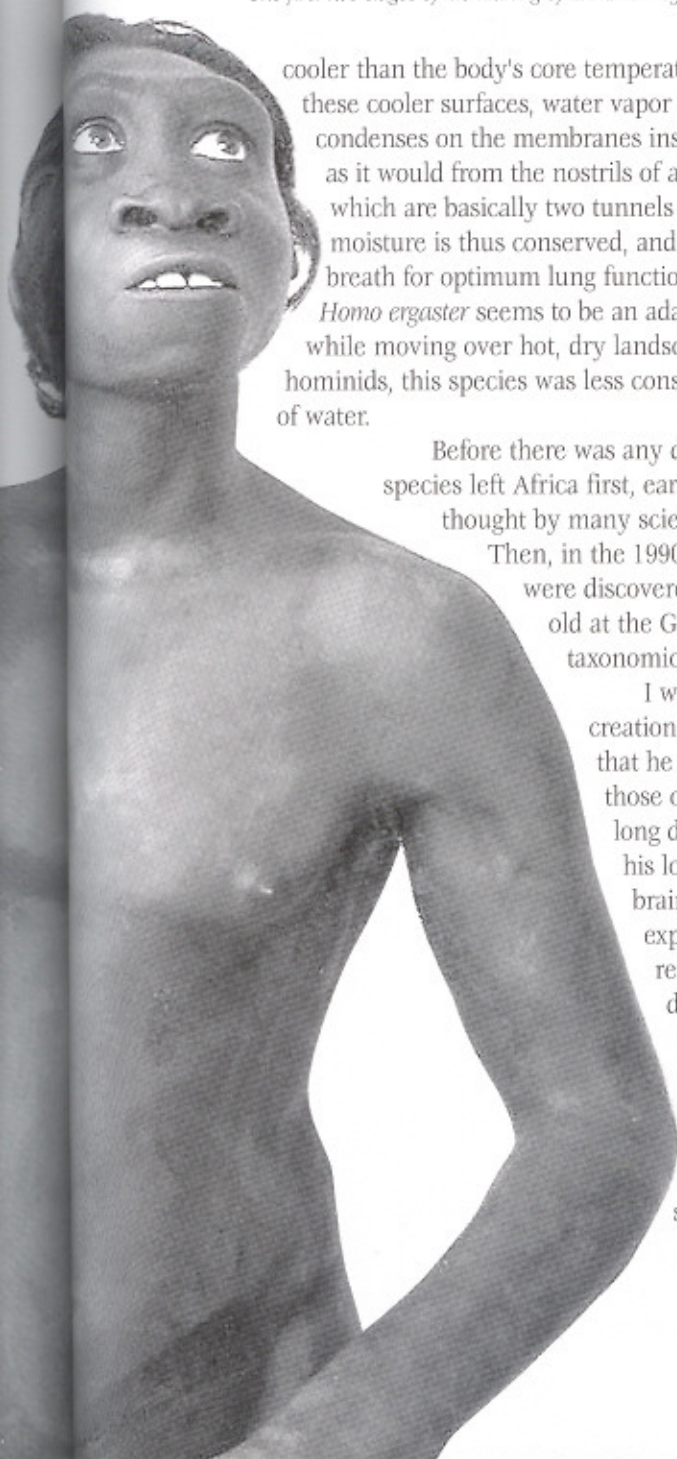 cooler than the body's core temperat
these cooler surfaces, water vapor
condenses on the membranes ins
as it would from the nostrils of a
which are basically two tunnels
moisture is thus conserved, and
breath for optimum lung functio
Homo ergaster seems to be an ada
while moving over hot, dry landsc
hominids, this species was less cons
of water.
Before there was any d
species left Africa first, ear
thought by many scie
Then, in the 1990
were discovere
old at the G
taxonomic
I w
creation
that he
those o
long d
his lo
brai
exp
re
d
s